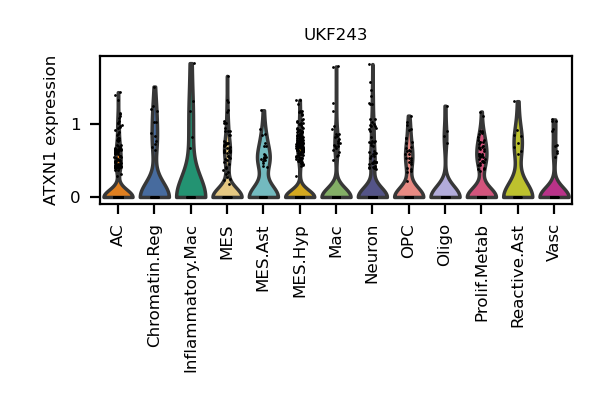 UKF243
ATXN1 expression
1
0
AC
Chromatin.Reg
Inflammatory.Mac
MES
MES.Ast
MES.Hyp
Mac
Neuron
OPC
Oligo
Prolif.Metab
Reactive.Ast
Vasc